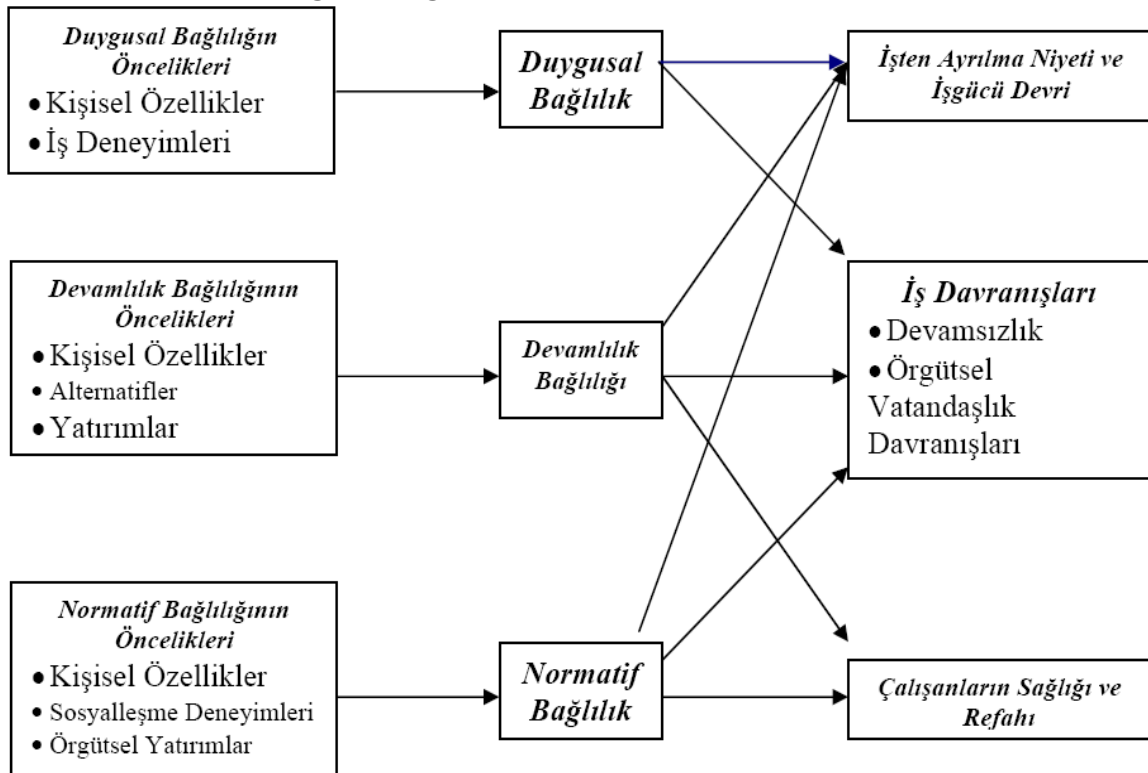 Duygusal Bağlılığın
Öncelikleri
• Kişisel Özellikler
• İş Deneyimleri
Duygusal
Bağlılık
İşten Ayrılma Niyeti ve
İşgücü Devri
Devamlılık Bağlılığının
Öncelikleri
• Kişisel Özellikler
• Alternatifler
• Yatırımlar
Devamlılık
Bağlılığı
İş Davranışları
• Devamsızlık
• Örgütsel
Vatandaşlık
Davranışları
Normatif Bağlılığının
Öncelikleri
• Kişisel Özellikler
• Sosyalleşme Deneyimleri
• Örgütsel Yatırımlar
Normatif
Bağlılık
Çalışanların Sağlığı ve
Refahı